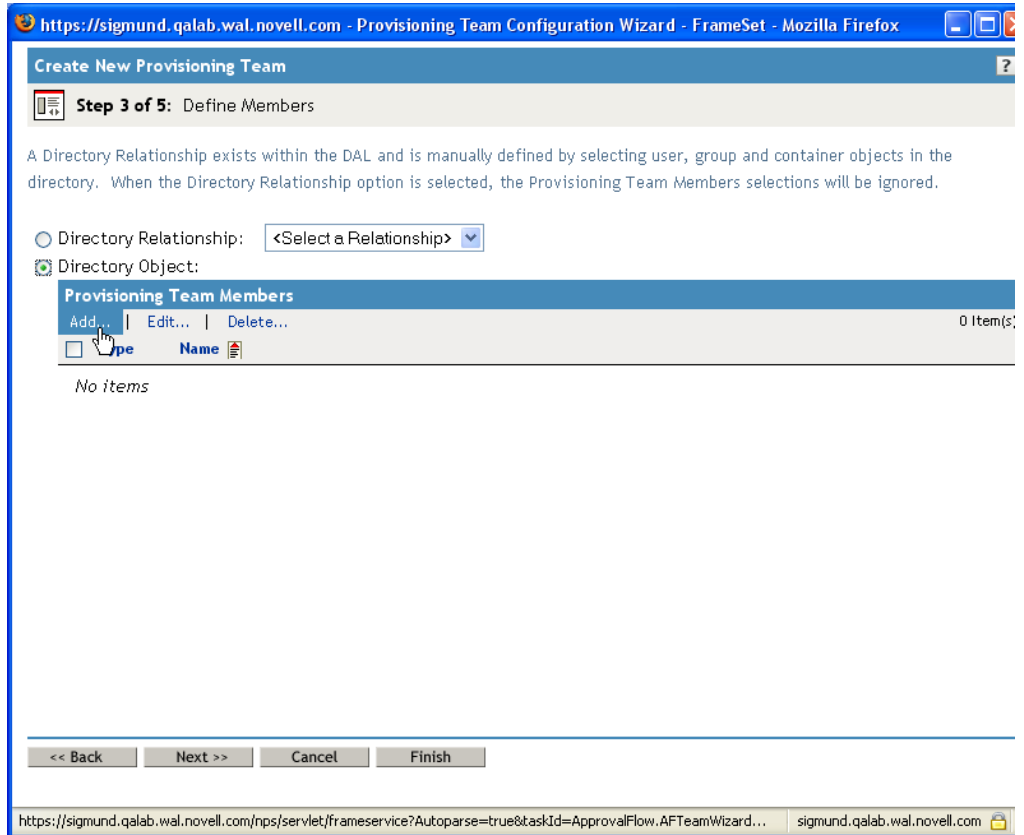 https://sigmund.qalab.wal.novell.com - Provisioning Team Configuration Wizard - FrameSet - Mozilla Firefox
Create New Provisioning Team
?
Step 3 of 5: Define Members
A Directory Relationship exists within the DAL and is manually defined by selecting user, group and container objects in the
directory. When the Directory Relationship option is selected, the Provisioning Team Members selections will be ignored.
Directory Relationship: <Select a Relationship>
Directory Object:
Provisioning Team Members
Add... | Edit... | Delete... 0 Item(s)
Name
No items
<< Back Next >> Cancel Finish
https://sigmund.qalab.wal.novell.com/nps/servlet/frameservice?Autoparse=true&taskId=ApprovalFlow.AFTeamWizard... sigmund.qalab.wal.novell.com